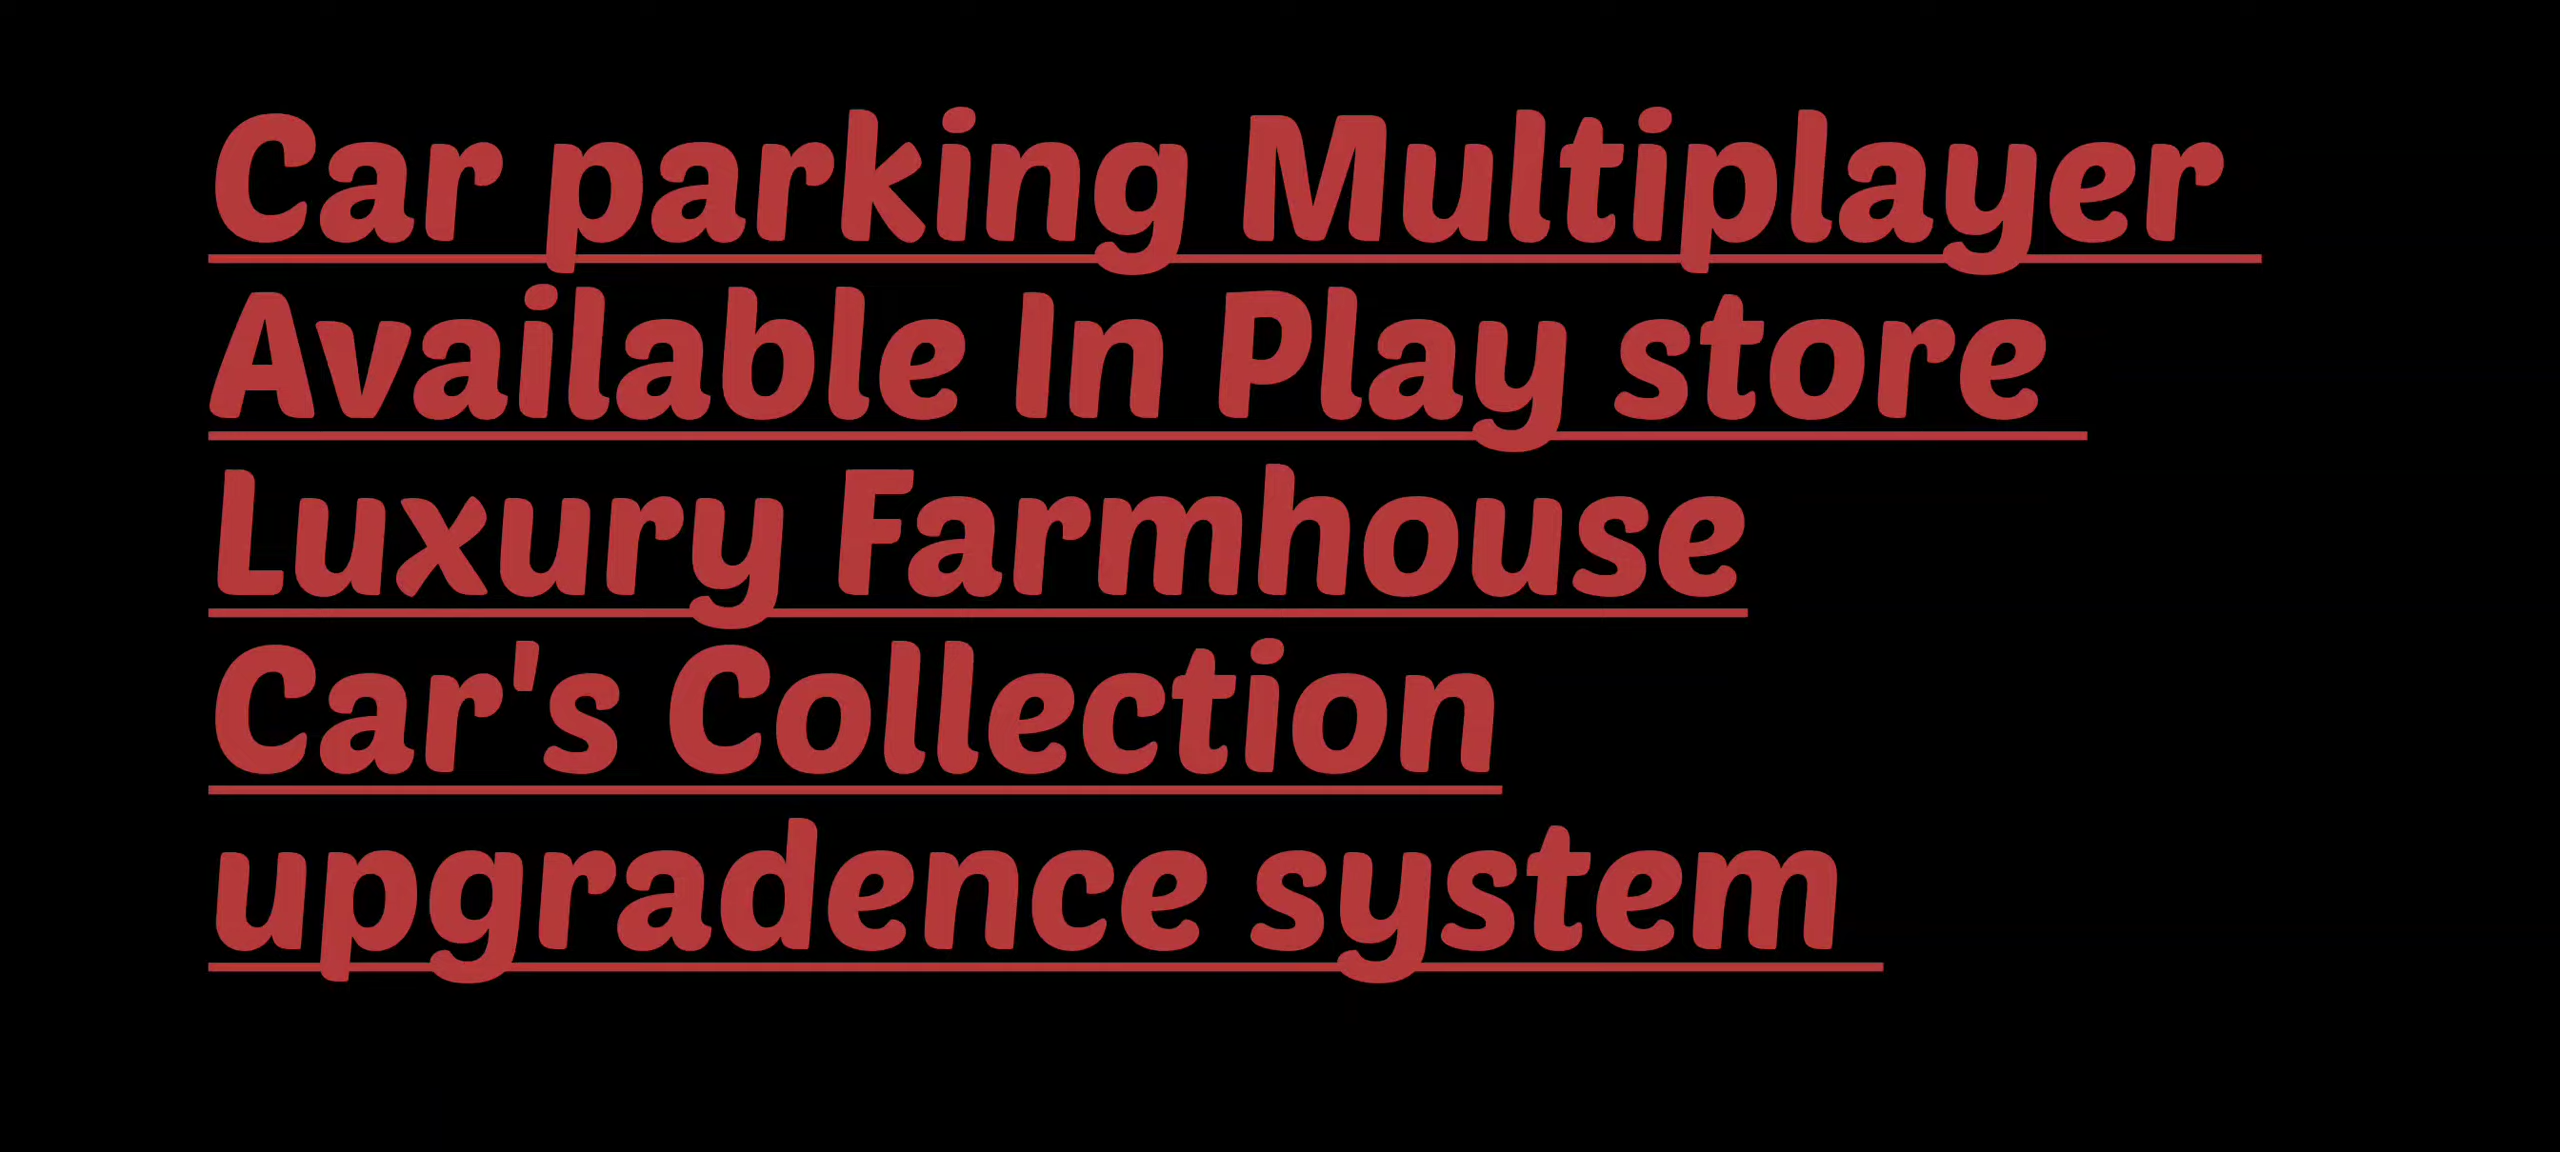 Car parking Multiplayer
Available In Play store
Luxury Farmhouse
Car's Collection
upgradence system